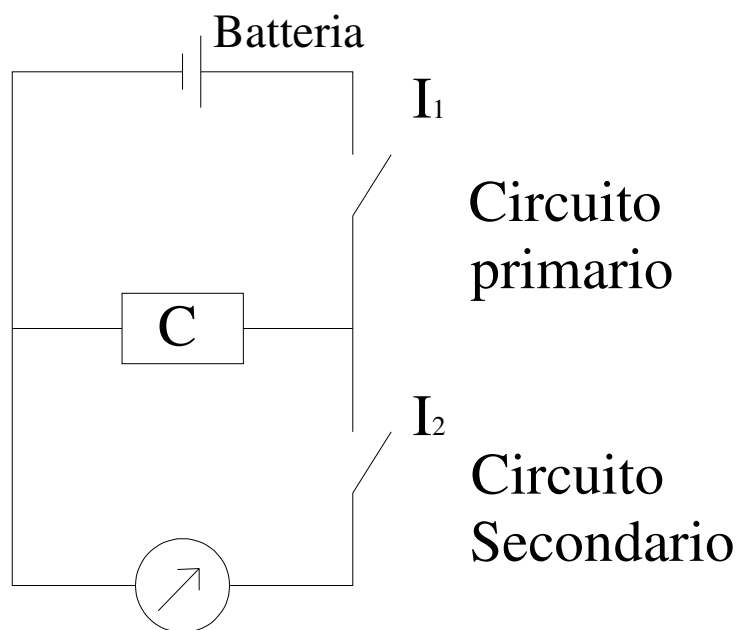 Batteria
I₁
Circuito
primario
C
I₂
Circuito
Secondario